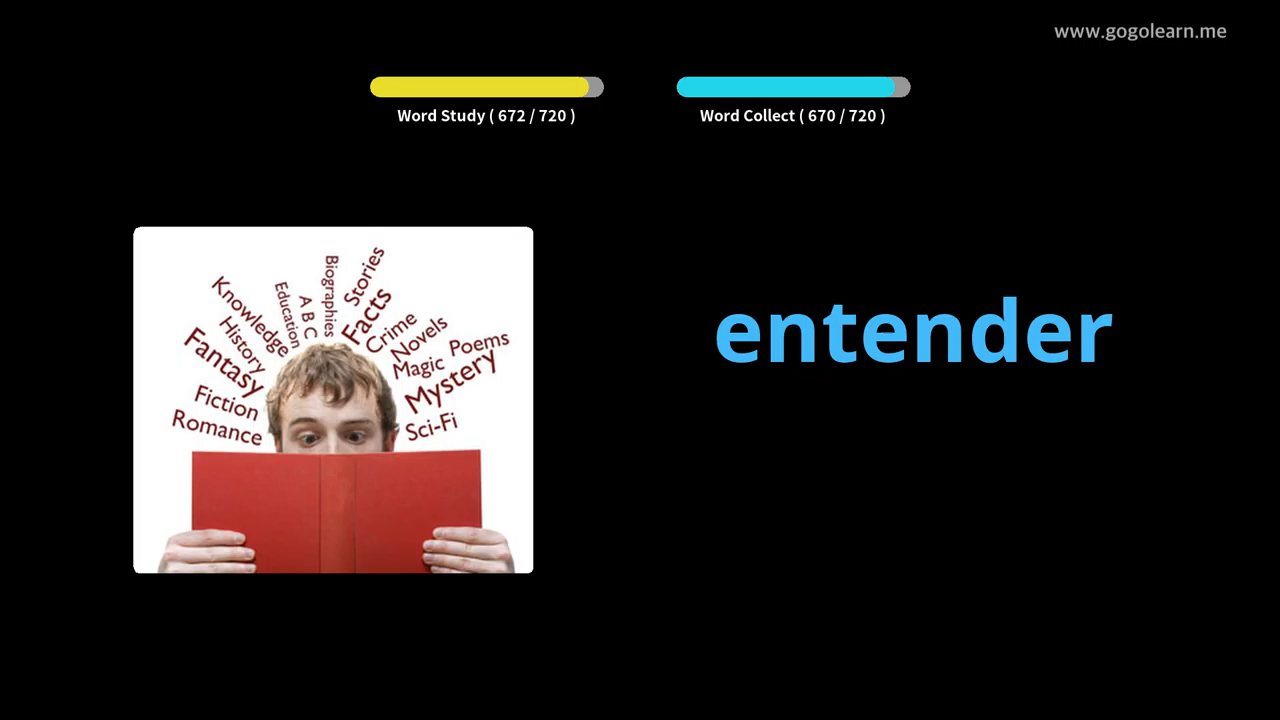 www.gogolearn.me
Word Study ( 672 / 720 )
Word Collect ( 670 / 720 )
entender
Knowledge
Education
A B C
Biographies
Stories
Facts
Crime
Novels
Poems
Magic
Mystery
Sci-Fi
History
Fantasy
Fiction
Romance